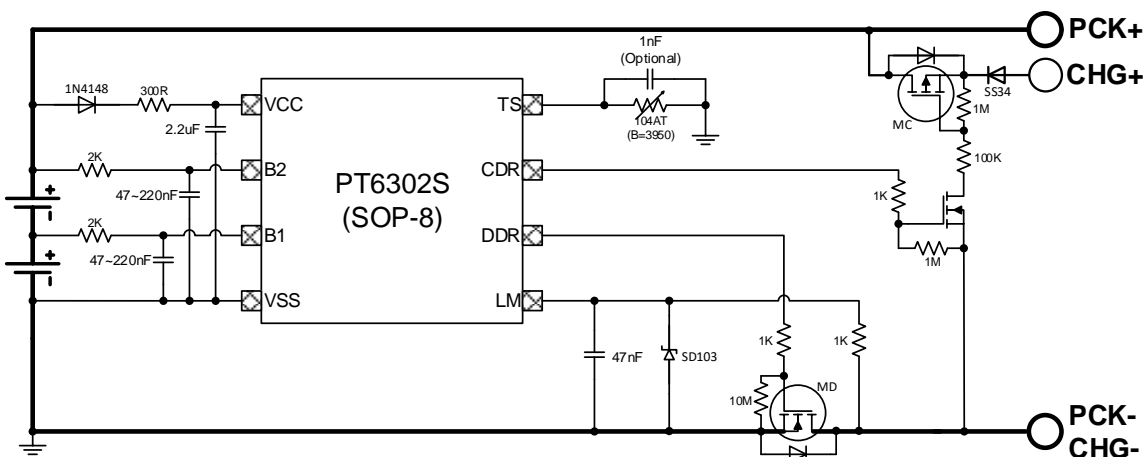 PCK+
1nF
(Optional)
CHG+
1N4148
300R
VCC
TS
SS34
1M
2.2uF
104AT
(B=3950)
MC
2K
B2
PT6302S
CDR
100K
47~220nF
(SOP-8)
1K
2K
B1
DDR
47~220nF
1M
VSS
LM
1K
1K
47nF
SD103
MD
10M
PCK-
CHG-
+
+